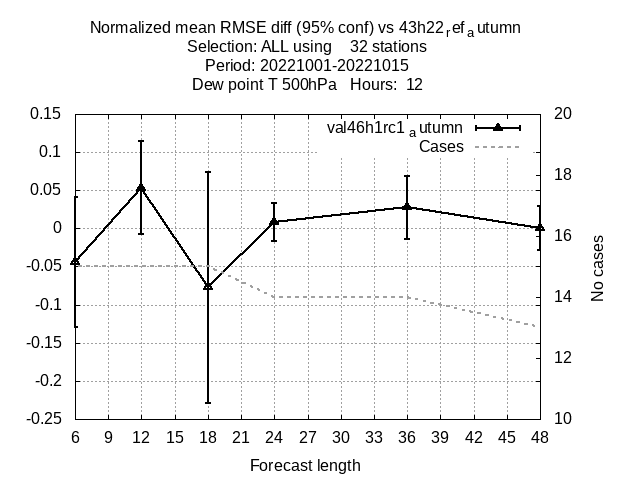 Normalized mean RMSE diff (95% conf) vs 43h22refautumn
Selection: ALL using 32 stations
Period: 20221001-20221015
Dew point T 500hPa Hours: 12
val46h1rc1 autumn
Cases
0.15
0.1
0.05
0
-0.05
-0.1
-0.15
-0.2
-0.25
20
18
16
14
12
10
No cases
6 9 12 15 18 21 24 27 30 33 36 39 42 45 48
Forecast length